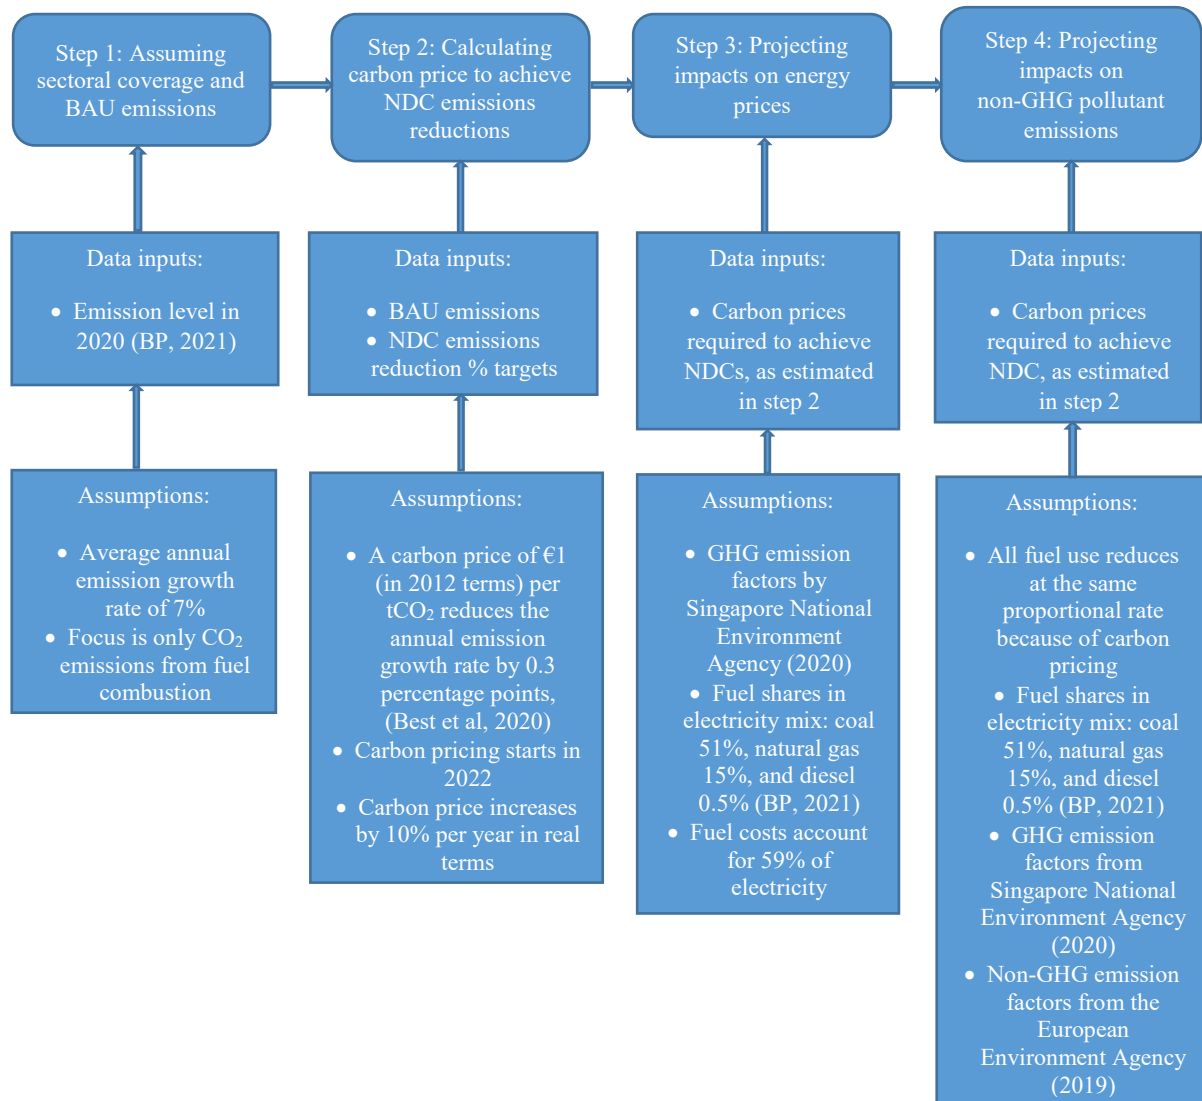 Step 1: Assuming
sectoral coverage and
BAU emissions
Step 2: Calculating
carbon price to achieve
NDC emissions
reductions
Step 3: Projecting
impacts on energy
prices
Step 4: Projecting
impacts on
non-GHG pollutant
emissions
Data inputs:
• Emission level in
2020 (BP, 2021)
Data inputs:
• BAU emissions
• NDC emissions
reduction % targets
Data inputs:
• Carbon prices
required to achieve
NDCs, as estimated
in step 2
Data inputs:
• Carbon prices
required to achieve
NDC, as estimated
in step 2
Assumptions:
• Average annual
emission growth
rate of 7%
• Focus is only CO₂
emissions from fuel
combustion
Assumptions:
• A carbon price of €1
(in 2012 terms) per
tCO₂ reduces the
annual emission
growth rate by 0.3
percentage points,
(Best et al, 2020)
• Carbon pricing starts in
2022
• Carbon price increases
by 10% per year in real
terms
Assumptions:
• GHG emission
factors by
Singapore National
Environment
Agency (2020)
• Fuel shares in
electricity mix: coal
51%, natural gas
15%, and diesel
0.5% (BP, 2021)
• Fuel costs account
for 59% of
electricity
Assumptions:
• All fuel use reduces
at the same
proportional rate
because of carbon
pricing
• Fuel shares in
electricity mix: coal
51%, natural gas
15%, and diesel
0.5% (BP, 2021)
• GHG emission
factors from
Singapore National
Environment Agency
(2020)
• Non-GHG emission
factors from the
European
Environment Agency
(2019)